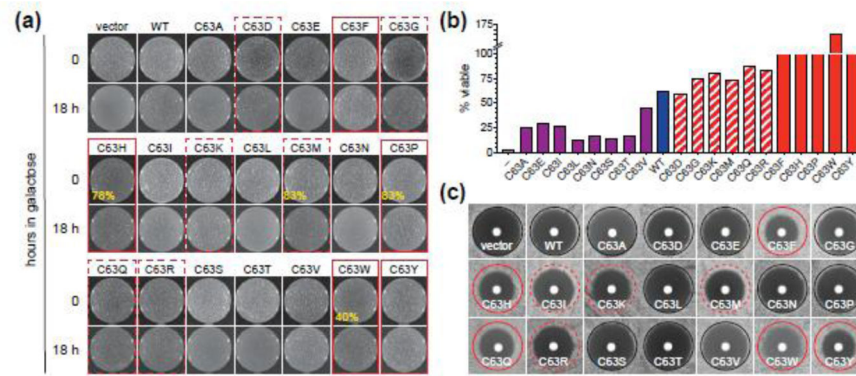 (a)
vector WT C63A C63D C63E C63F C63G
0
18 h
C63H C63I C63K C63L C63M C63N C63P
0
76% 83% 83%
18 h
C63Q C63R C63S C63T C63V C63W C63Y
0
40%
18 h
hours in galactose
(b)
175
100
75
50
25
0
% viable
– C63A C63E C63I C63L C63N C63S C63T C63V WT C63D C63G C63K C63M C63Q C63R C63F C63H C63P C63W C63Y
(c)
vector WT C63A C63D C63E C63F C63G
C63H C63I C63K C63L C63M C63N C63P
C63Q C63R C63S C63T C63V C63W C63Y